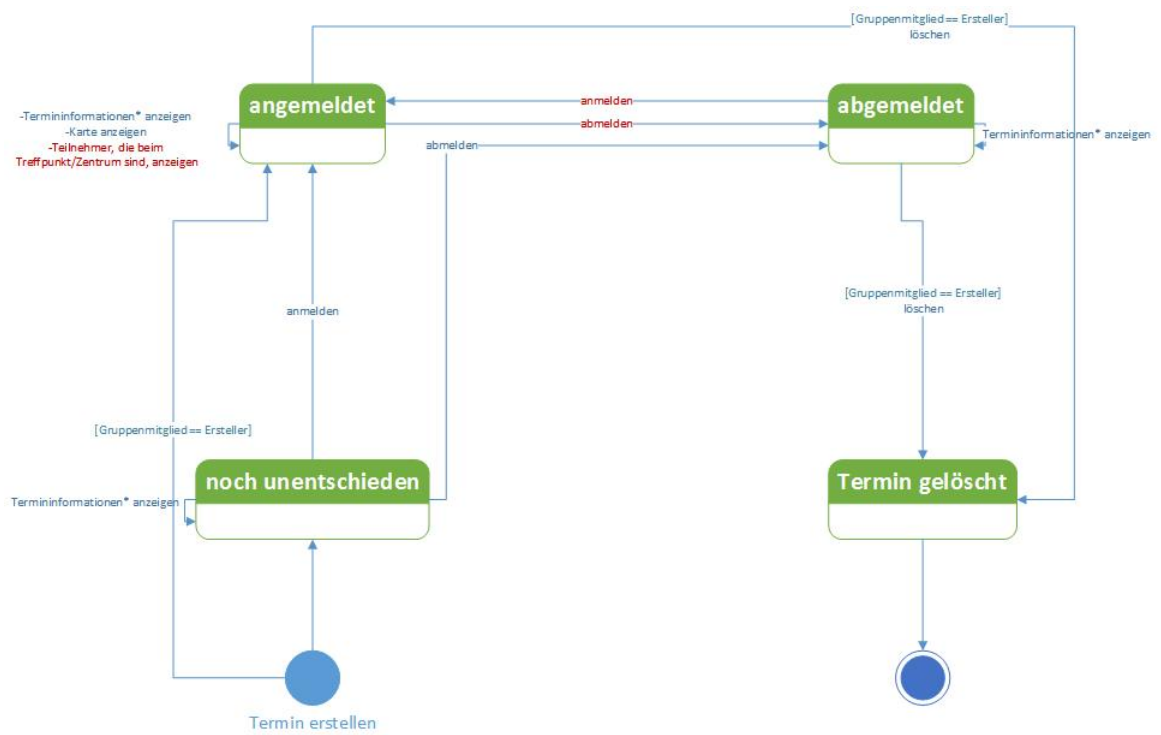 [Gruppenmitglied == Ersteller]
löschen
angemeldet
abgemeldet
anmelden
abmelden
-Termininformationen* anzeigen
-Karte anzeigen
-Teilnehmer, die beim
Treffpunkt/Zentrum sind, anzeigen
abmelden
Termininformationen* anzeigen
[Gruppenmitglied == Ersteller]
löschen
anmelden
[Gruppenmitglied == Ersteller]
noch unentschieden
Termin gelöscht
Termininformationen* anzeigen
Termin erstellen